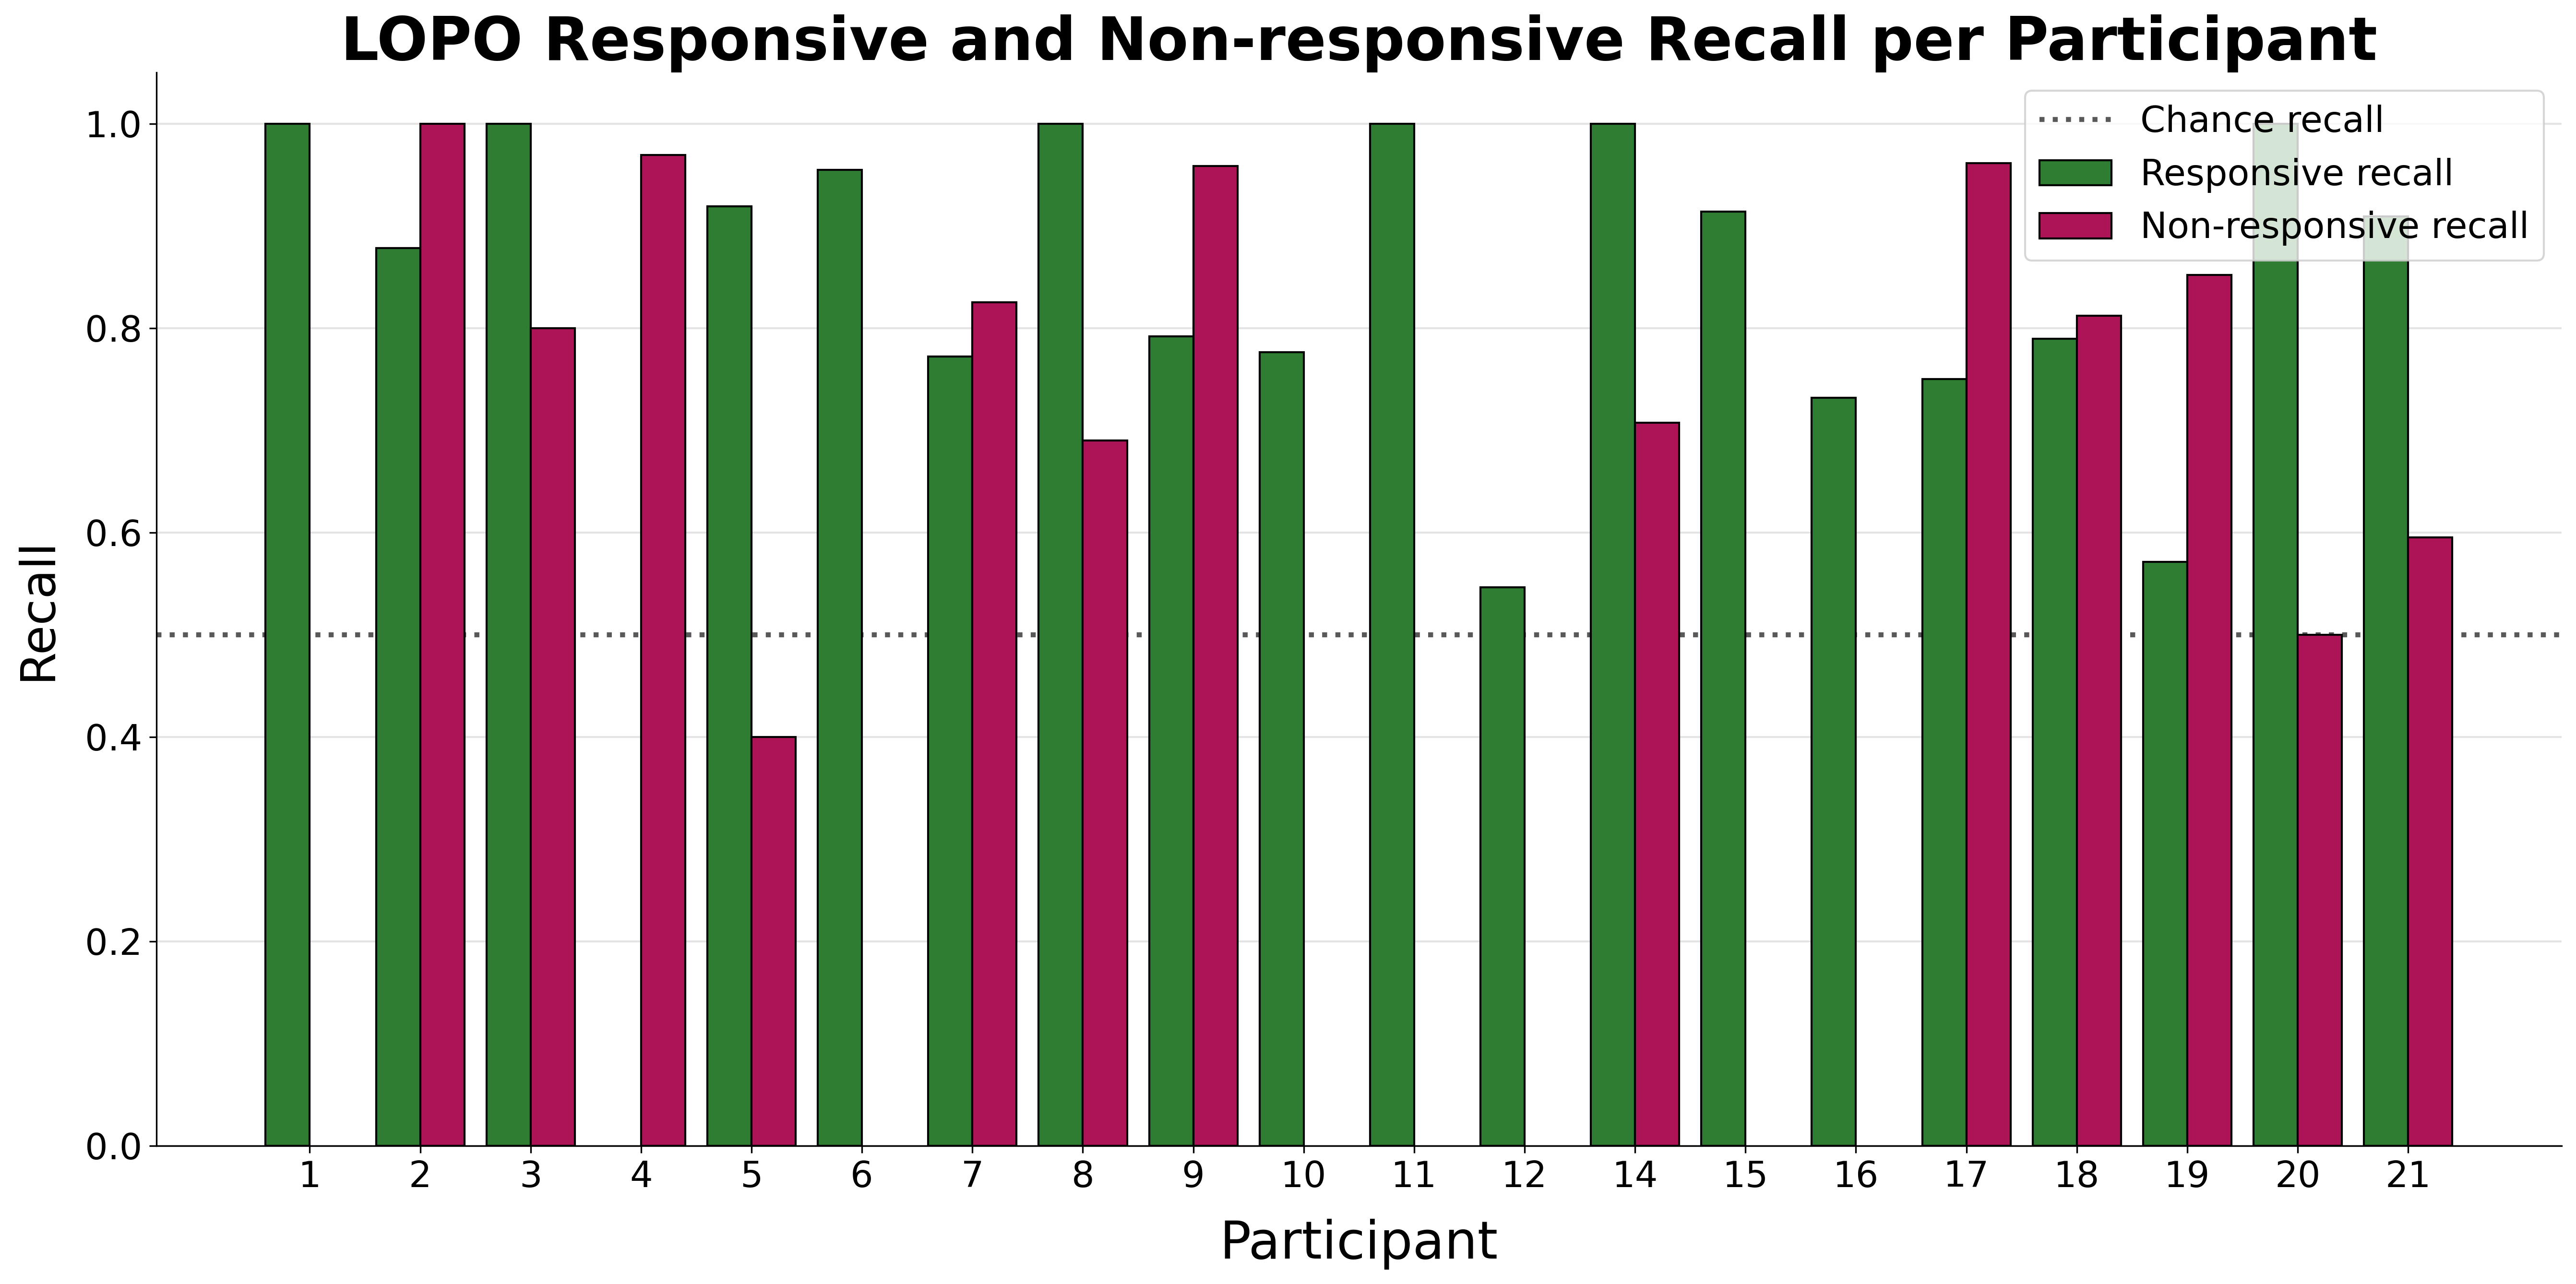 LOPO Responsive and Non-responsive Recall per Participant
Chance recall
Responsive recall
Non-responsive recall
Recall
1.0
0.8
0.6
0.4
0.2
0.0
1 2 3 4 5 6 7 8 9 10 11 12 14 15 16 17 18 19 20 21
Participant